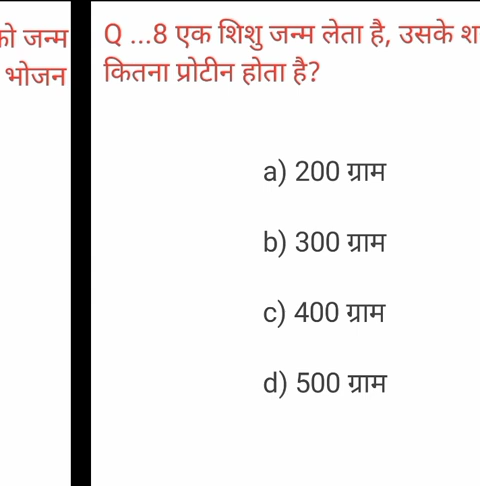 जन्म
भोजन
Q ...8 एक शिशु जन्म लेता है, उसके
कितना प्रोटीन होता है?
a) 200 ग्राम
b) 300 ग्राम
c) 400 ग्राम
d) 500 ग्राम